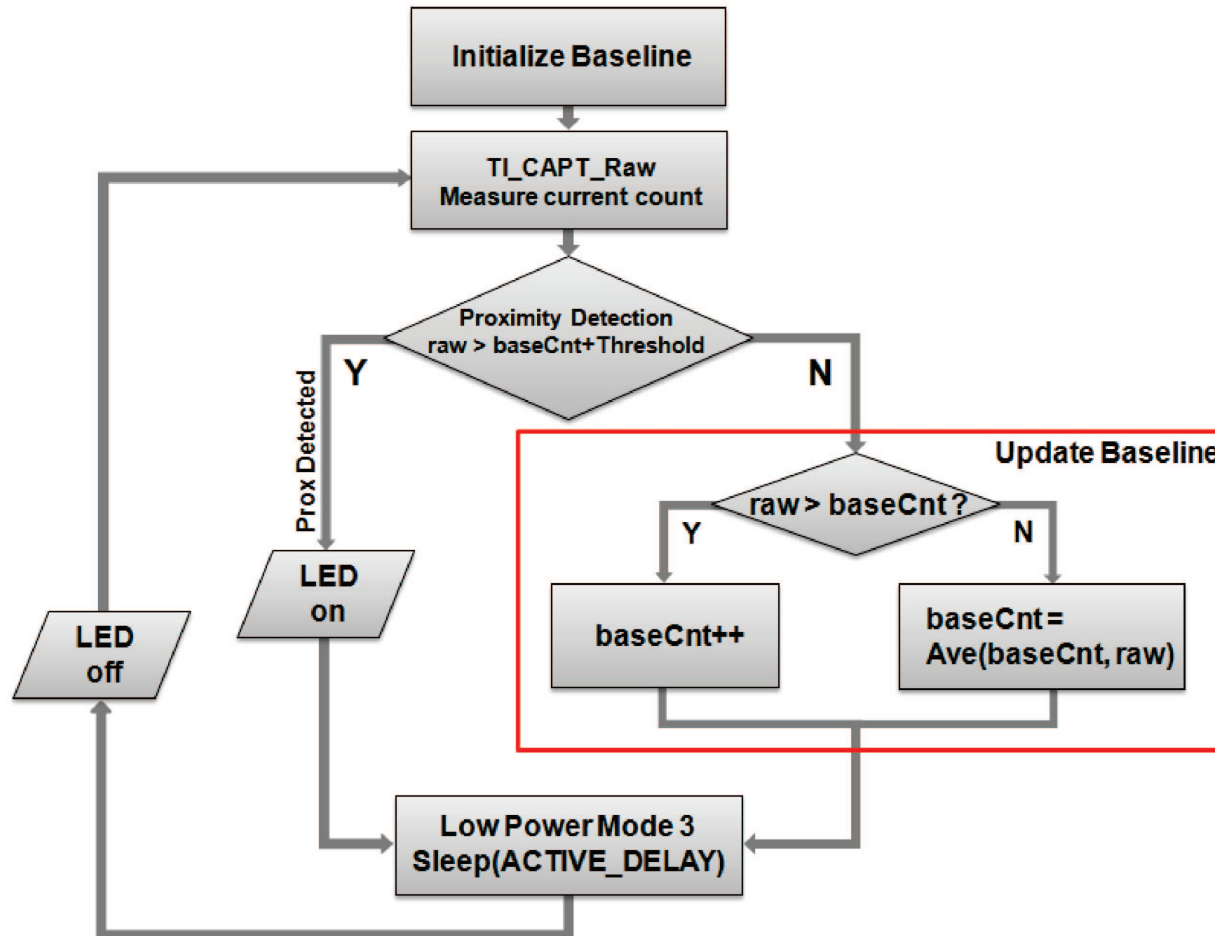 Initialize Baseline
TI_CAPT_Raw
Measure current count
Proximity Detection
raw > baseCnt+Threshold
Y
N
Prox Detected
Update Baseline
raw > baseCnt ?
Y
N
LED
on
baseCnt++
baseCnt =
Ave(baseCnt, raw)
LED
off
Low Power Mode 3
Sleep(ACTIVE_DELAY)